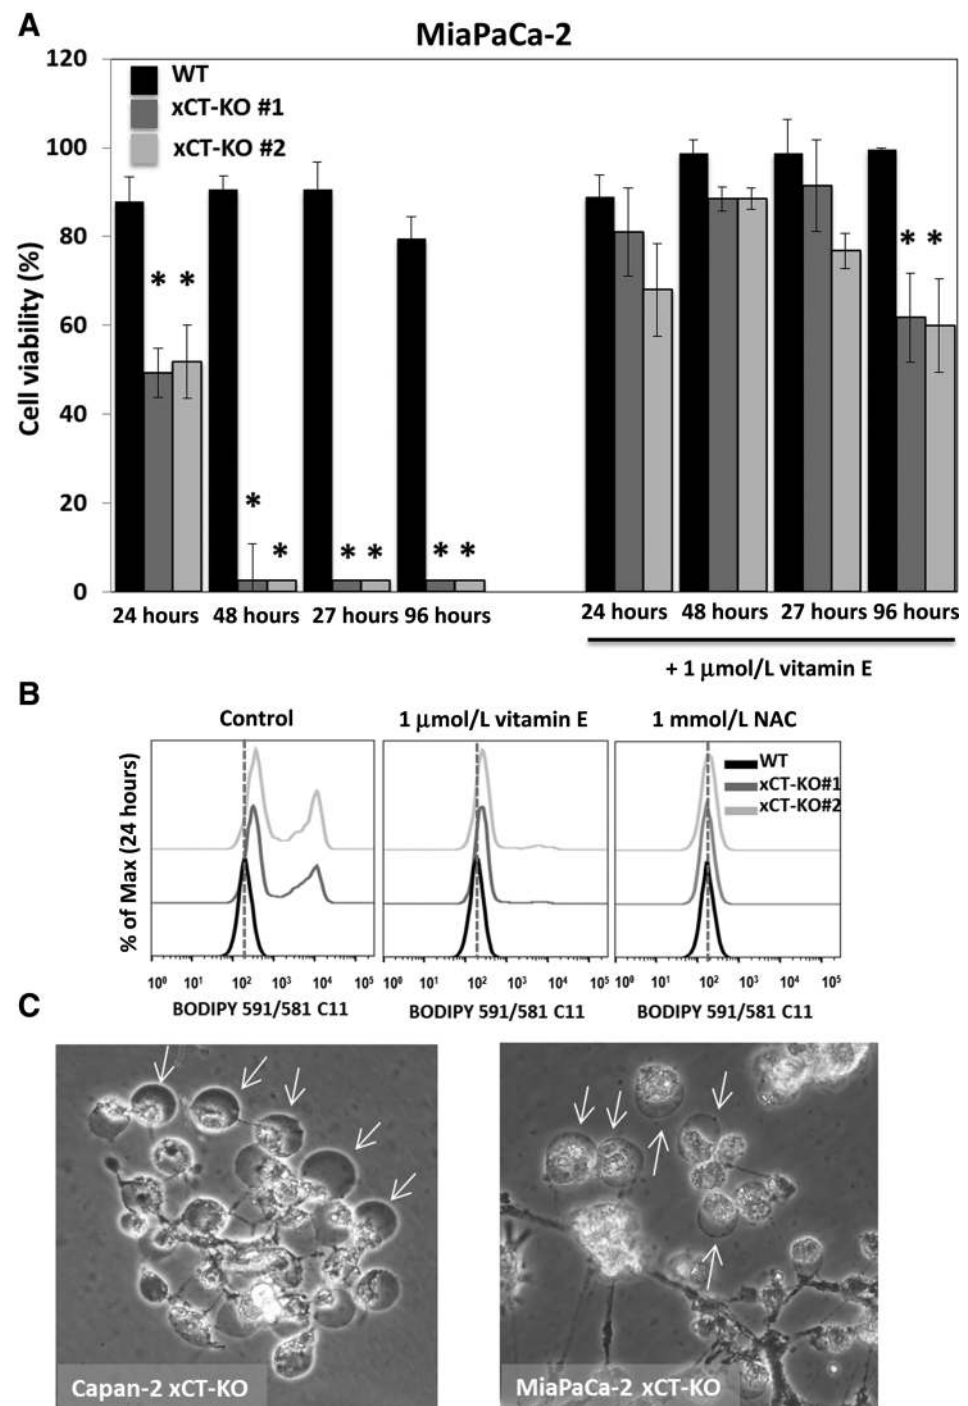 A
MiaPaCa-2
120
100
80
60
40
20
0
Cell viability (%)
WT
xCT-KO #1
xCT-KO #2
* *
*
*
* *
* *
* *
24 hours 48 hours 27 hours 96 hours
24 hours 48 hours 27 hours 96 hours
+ 1 μmol/L vitamin E
B
Control
1 μmol/L vitamin E
1 mmol/L NAC
% of Max (24 hours)
WT
xCT-KO#1
xCT-KO#2
10⁰ 10¹ 10² 10³ 10⁴ 10⁵
10⁰ 10¹ 10² 10³ 10⁴ 10⁵
10⁰ 10¹ 10² 10³ 10⁴ 10⁵
BODIPY 591/581 C11
BODIPY 591/581 C11
BODIPY 591/581 C11
C
Capan-2 xCT-KO
MiaPaCa-2 xCT-KO